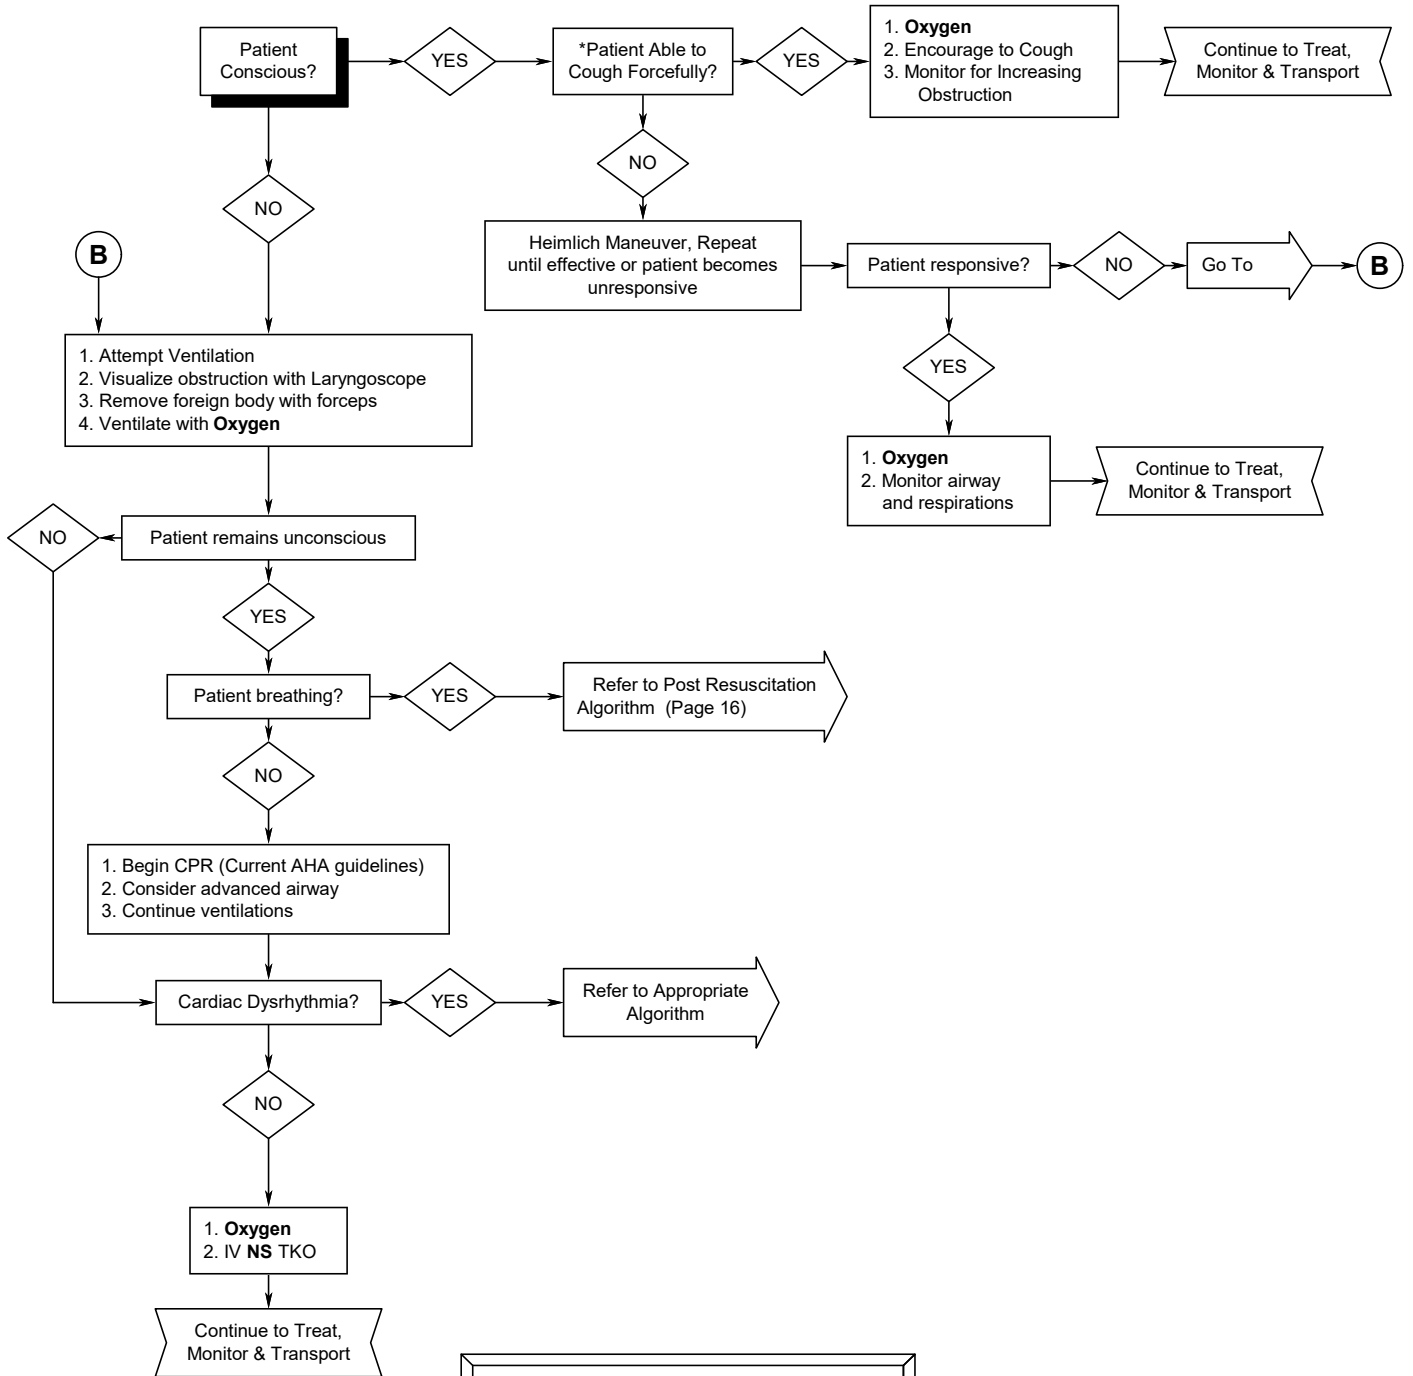 Patient
Conscious?
YES
*Patient Able to
Cough Forcefully?
YES
1. Oxygen
2. Encourage to Cough
3. Monitor for Increasing
Obstruction
Continue to Treat,
Monitor & Transport
NO
NO
Heimlich Maneuver, Repeat
until effective or patient becomes
unresponsive
Patient responsive?
NO
Go To
B
B
YES
1. Attempt Ventilation
2. Visualize obstruction with Laryngoscope
3. Remove foreign body with forceps
4. Ventilate with Oxygen
1. Oxygen
2. Monitor airway
and respirations
Continue to Treat,
Monitor & Transport
NO
Patient remains unconscious
YES
Patient breathing?
YES
Refer to Post Resuscitation
Algorithm (Page 16)
NO
1. Begin CPR (Current AHA guidelines)
2. Consider advanced airway
3. Continue ventilations
Cardiac Dysrhythmia?
YES
Refer to Appropriate
Algorithm
NO
1. Oxygen
2. IV NS TKO
Continue to Treat,
Monitor & Transport